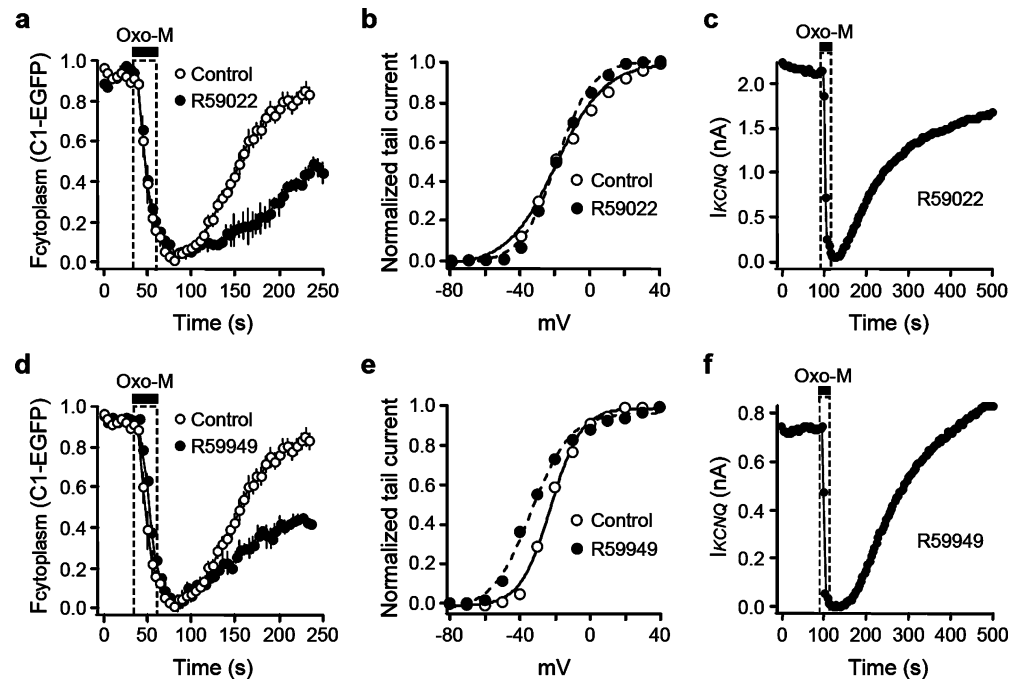 a
Oxo-M
Fcytoplasm (C1-EGFP)
1.0
0.8
0.6
0.4
0.2
0.0
Control
R59022
0 50 100 150 200 250
Time (s)
b
Normalized tail current
1.0
0.8
0.6
0.4
0.2
0.0
Control
R59022
-80 -40 0 40
mV
c
Oxo-M
IKCNQ (nA)
2.0
1.5
1.0
0.5
0.0
R59022
0 100 200 300 400 500
Time (s)
d
Oxo-M
Fcytoplasm (C1-EGFP)
1.0
0.8
0.6
0.4
0.2
0.0
Control
R59949
0 50 100 150 200 250
Time (s)
e
Normalized tail current
1.0
0.8
0.6
0.4
0.2
0.0
Control
R59949
-80 -40 0 40
mV
f
Oxo-M
IKCNQ (nA)
0.8
0.6
0.4
0.2
0.0
R59949
0 100 200 300 400 500
Time (s)